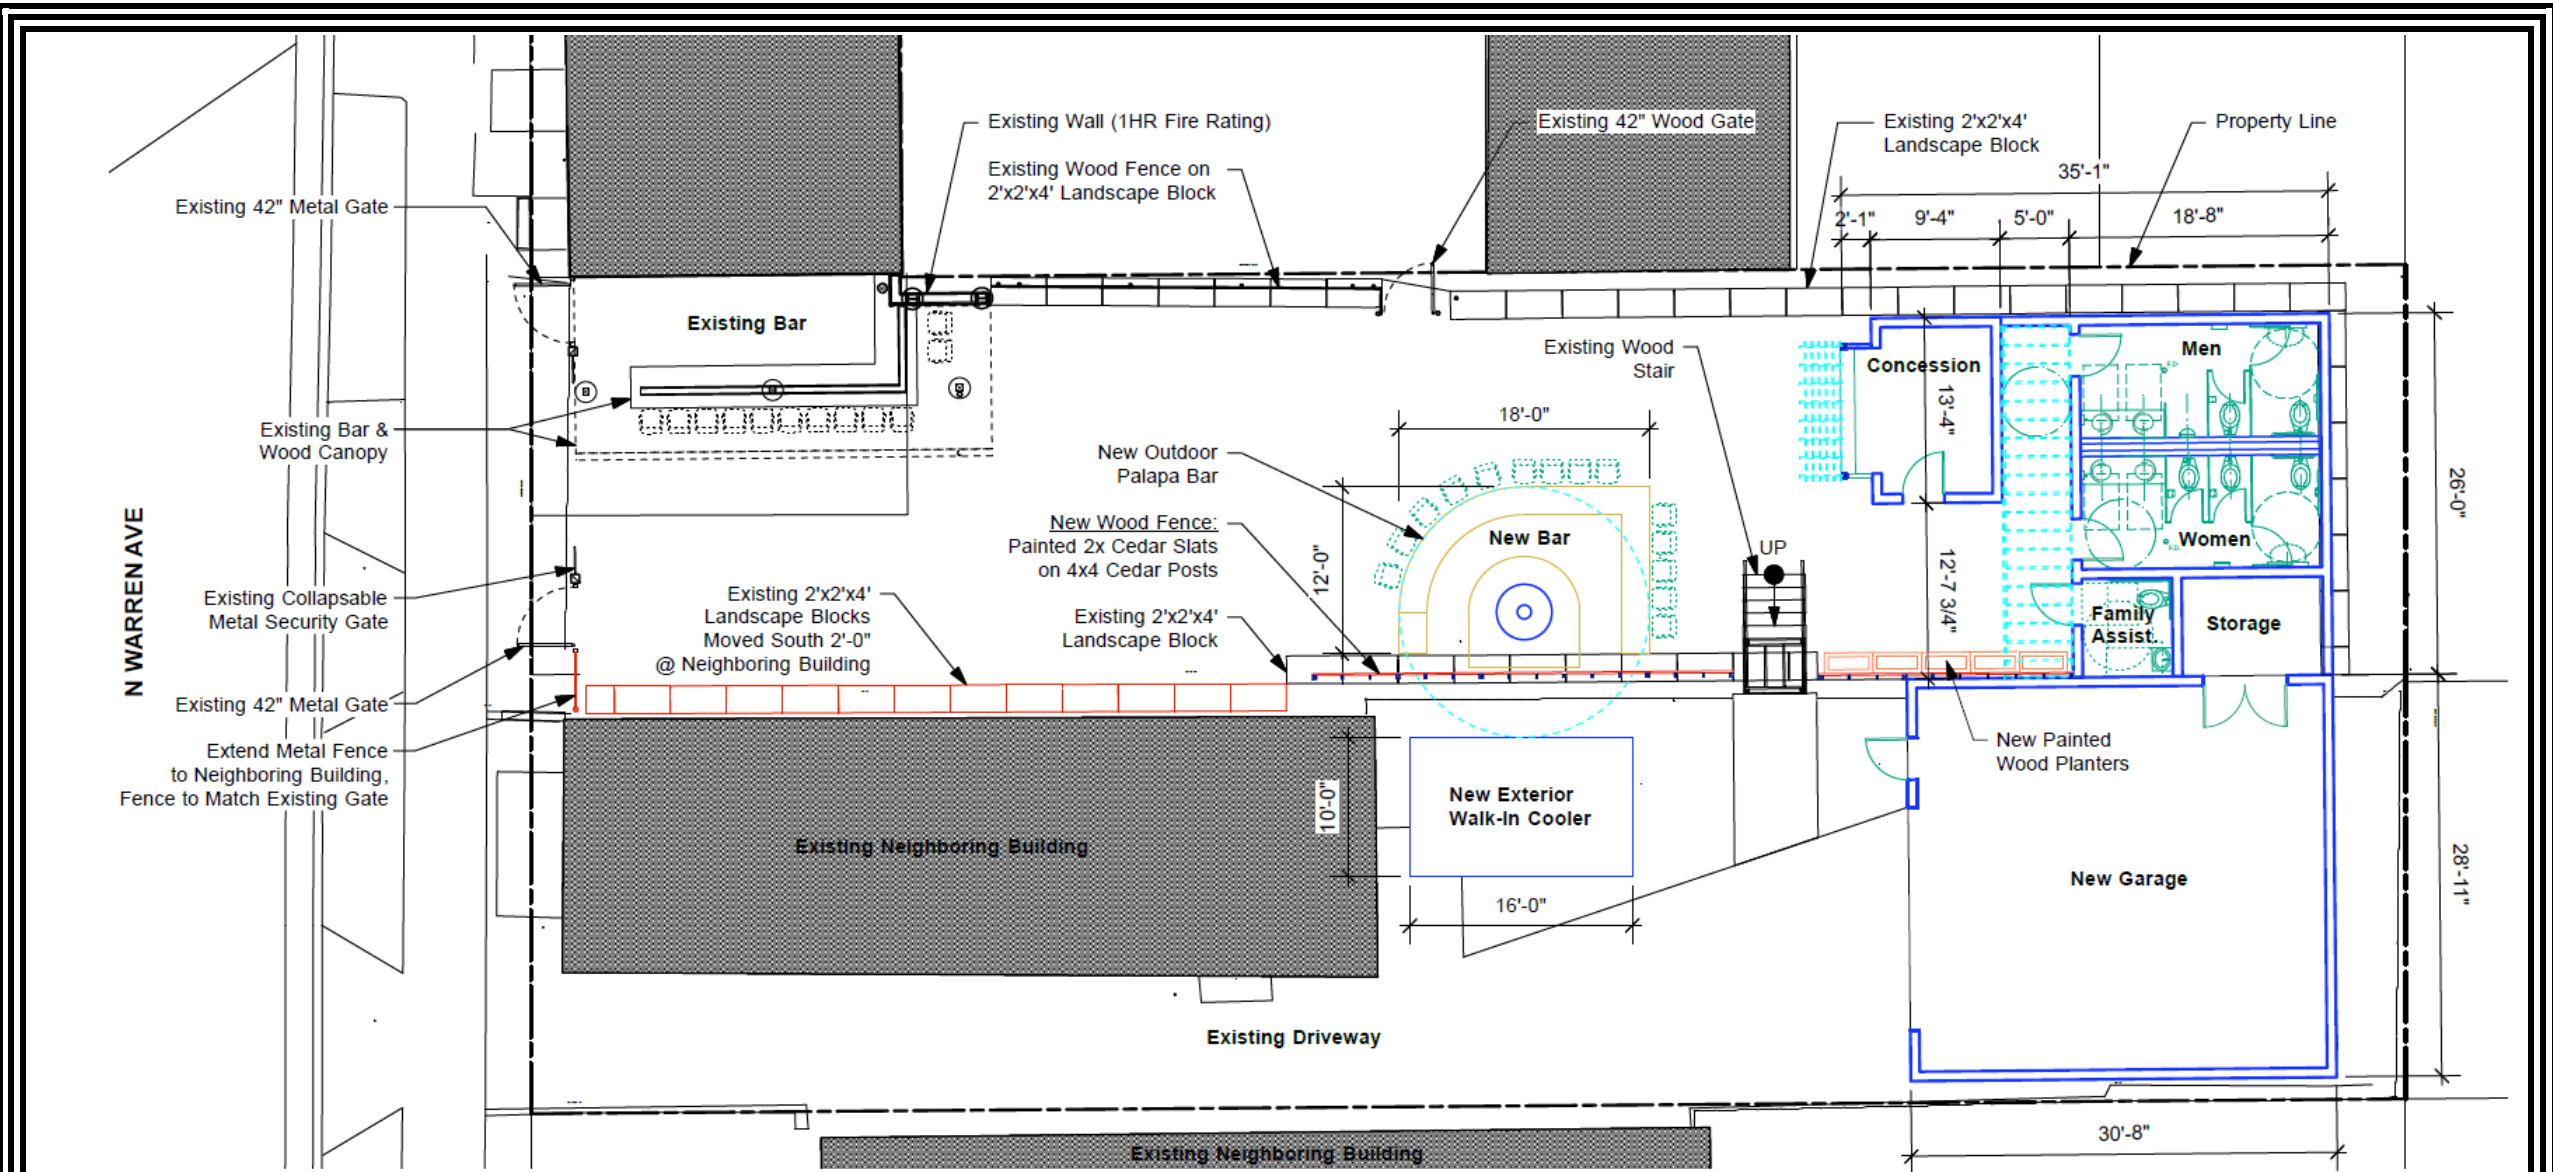 Existing Wall (1HR Fire Rating)
Existing Wood Fence on
2'x2'x4' Landscape Block
Existing 42" Wood Gate
Existing 2'x2'x4'
Landscape Block
Property Line
35'-1"
2'-1"
9'-4"
5'-0"
18'-8"
Existing 42" Metal Gate
Existing Bar
Existing Bar &
Wood Canopy
Existing Wood
Stair
Concession
13'-4"
Men
F.D.
18'-0"
New Outdoor
Palapa Bar
New Wood Fence:
Painted 2x Cedar Slats
on 4x4 Cedar Posts
12'-0"
New Bar
UP
12'-7 3/4"
Women
F.D.
26'-0"
N WARREN AVE
Existing Collapsable
Metal Security Gate
Existing 2'x2'x4'
Landscape Blocks
Moved South 2'-0"
@ Neighboring Building
Existing 2'x2'x4'
Landscape Block
Family
Assist.
Storage
Existing 42" Metal Gate
Extend Metal Fence
to Neighboring Building,
Fence to Match Existing Gate
New Painted
Wood Planters
10'-0"
New Exterior
Walk-In Cooler
16'-0"
Existing Neighboring Building
New Garage
28'-11"
Existing Driveway
30'-8"
Existing Neighboring Building